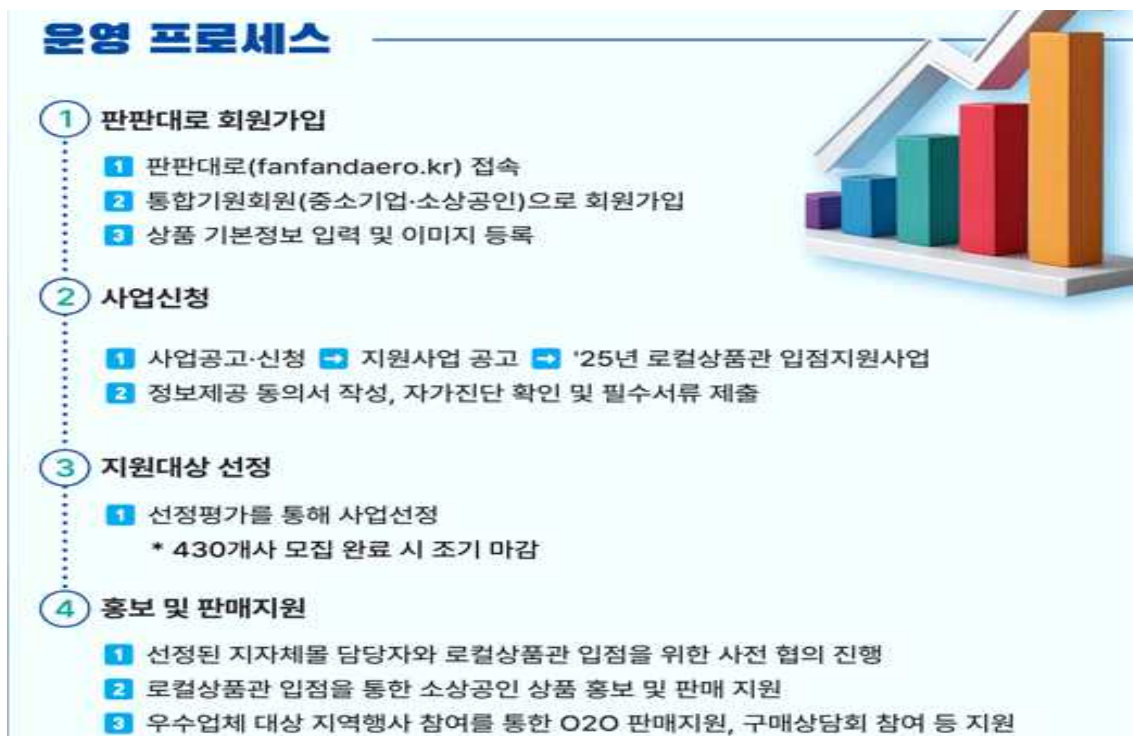 운영 프로세스
1 판판대로 회원가입
1 판판대로(fanfandaero.kr) 접속
2 통합기원회원(중소기업·소상공인)으로 회원가입
3 상품 기본정보 입력 및 이미지 등록
2 사업신청
1 사업공고·신청 ➡ 지원사업 공고 ➡ '25년 로컬상품관 입점지원사업
2 정보제공 동의서 작성, 자가진단 확인 및 필수서류 제출
3 지원대상 선정
1 선정평가를 통해 사업선정
* 430개사 모집 완료 시 조기 마감
4 홍보 및 판매지원
1 선정된 지자체몰 담당자와 로컬상품관 입점을 위한 사전 협의 진행
2 로컬상품관 입점을 통한 소상공인 상품 홍보 및 판매 지원
3 우수업체 대상 지역행사 참여를 통한 O2O 판매지원, 구매상담회 참여 등 지원